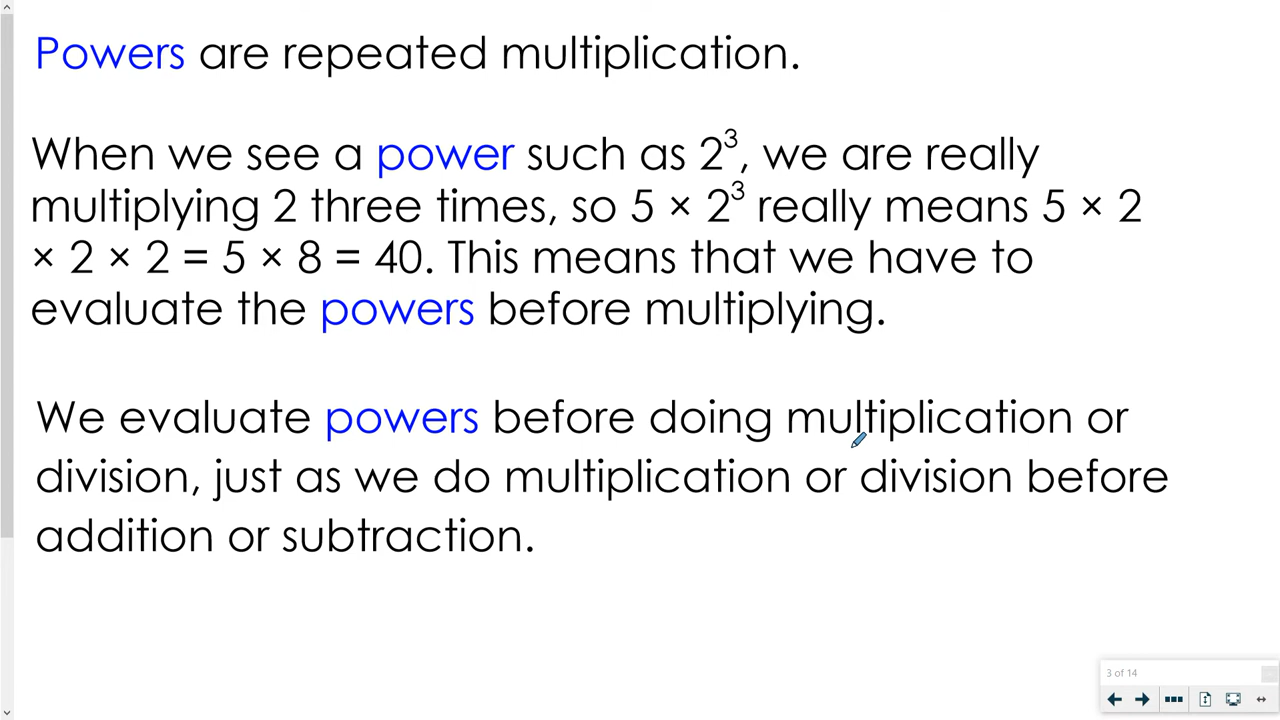 Powers are repeated multiplication.
When we see a power such as 2³, we are really
multiplying 2 three times, so 5 × 2³ really means 5 × 2
× 2 × 2 = 5 × 8 = 40. This means that we have to
evaluate the powers before multiplying.
We evaluate powers before doing multiplication or
division, just as we do multiplication or division before
addition or subtraction.
3 of 14